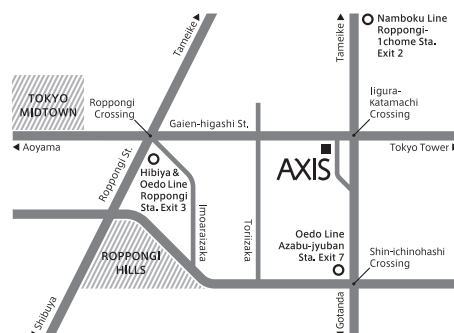 Tameike
Tameike
Namboku Line
Roppongi-
1chome Sta.
Exit 2
TOKYO
MIDTOWN
Roppongi
Crossing
Gaien-higashi St.
Iigura-
Katamachi
Crossing
Aoyama
Tokyo Tower
Roppongi St.
Hibiya &
Oedo Line
Roppongi
Sta. Exit 3
AXIS
Imoaraizaka
Toriizaka
Oedo Line
Azabu-jyuban
Sta. Exit 7
ROPPONGI
HILLS
Shin-ichinohashi
Crossing
Shibuya
Gotanda